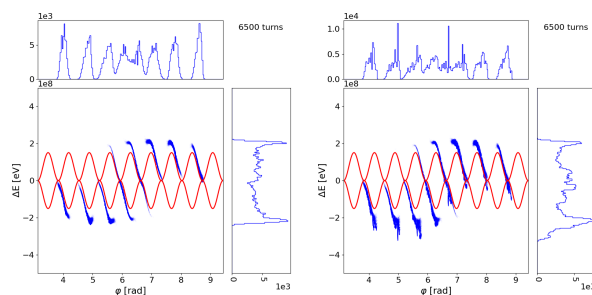 1e3
6500 turns
5
0
1e8
4
2
0
−2
−4
ΔE [eV]
4 5 6 7 8 9
φ [rad]
0 5
1e3
1e4
6500 turns
1.0
0.5
0.0
1e8
4
2
0
−2
−4
ΔE [eV]
4 5 6 7 8 9
φ [rad]
0 5
1e3